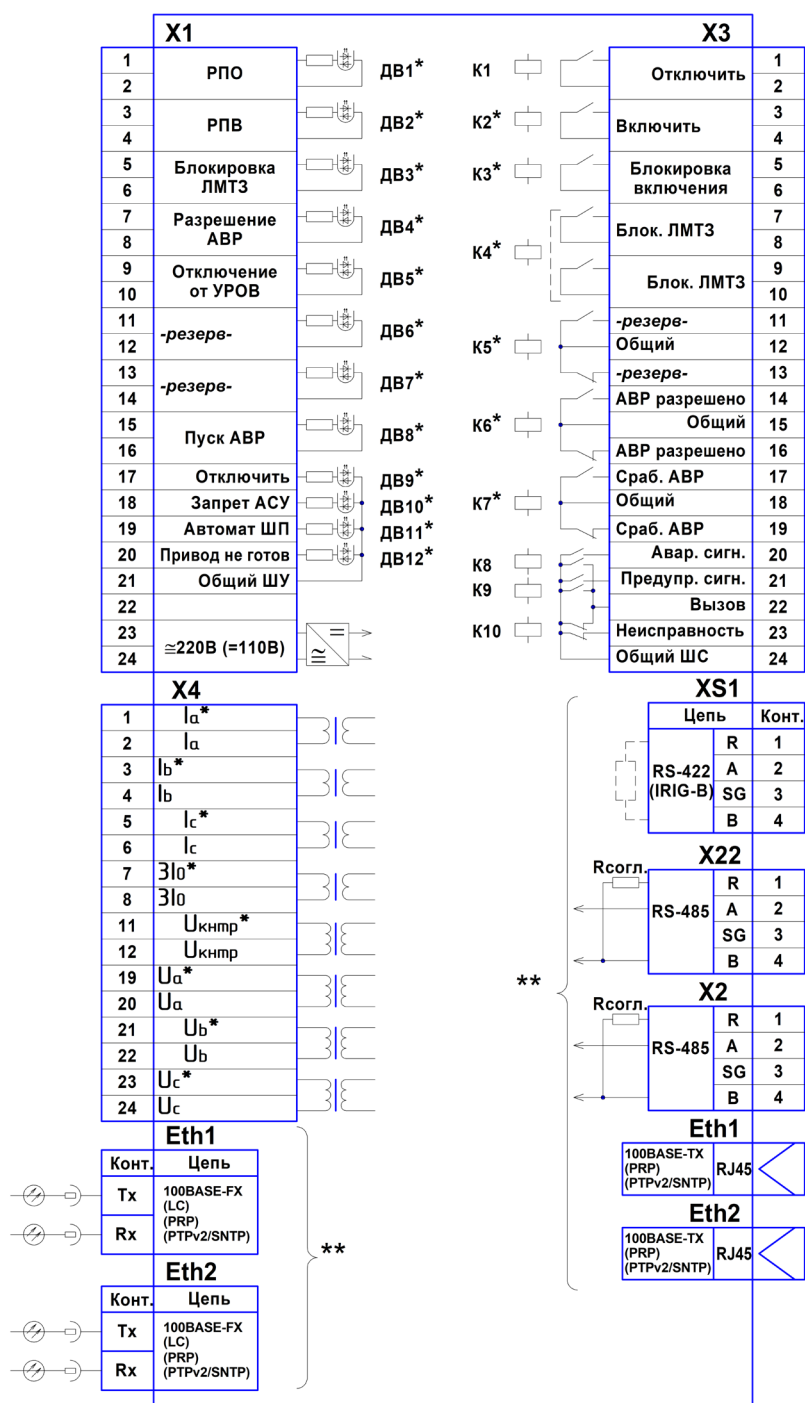 X1
1
2
РПО
ДВ1*
3
4
РПВ
ДВ2*
5
6
Блокировка
ЛМТЗ
ДВ3*
7
8
Разрешение
АВР
ДВ4*
9
10
Отключение
от УРОВ
ДВ5*
11
12
-резерв-
ДВ6*
13
14
-резерв-
ДВ7*
15
16
Пуск АВР
ДВ8*
17 Отключить ДВ9*
18 Запрет АСУ ДВ10*
19 Автомат ШП ДВ11*
20 Привод не готов ДВ12*
21 Общий ШУ
22
23
24
≅220В (=110В)
=
≅
X3
К1
Отключить
1
2
К2*
Включить
3
4
К3*
Блокировка
включения
5
6
К4*
Блок. ЛМТЗ
7
8
Блок. ЛМТЗ
9
10
К5*
-резерв- 11
Общий 12
-резерв- 13
К6*
АВР разрешено 14
Общий 15
АВР разрешено 16
К7*
Сраб. АВР 17
Общий 18
Сраб. АВР 19
К8
К9
К10
Авар. сигн. 20
Предупр. сигн. 21
Вызов 22
Неисправность 23
Общий ШС 24
X4
1 Ia*
2 Ia
3 Ib*
4 Ib
5 Ic*
6 Ic
7 3I0*
8 3I0
11 Uкнтр*
12 Uкнтр
19 Ua*
20 Ua
21 Ub*
22 Ub
23 Uc*
24 Uc
Eth1
Конт. Цепь
Tx
Rx
100BASE-FX
(LC)
(PRP)
(PTPv2/SNTP)
Eth2
Конт. Цепь
Tx
Rx
100BASE-FX
(LC)
(PRP)
(PTPv2/SNTP)
**
XS1
Цепь Конт.
RS-422
(IRIG-B)
R 1
A 2
SG 3
B 4
X22
Rсогл.
RS-485
R 1
A 2
SG 3
B 4
**
X2
Rсогл.
RS-485
R 1
A 2
SG 3
B 4
Eth1
100BASE-TX
(PRP)
(PTPv2/SNTP)
RJ45
Eth2
100BASE-TX
(PRP)
(PTPv2/SNTP)
RJ45